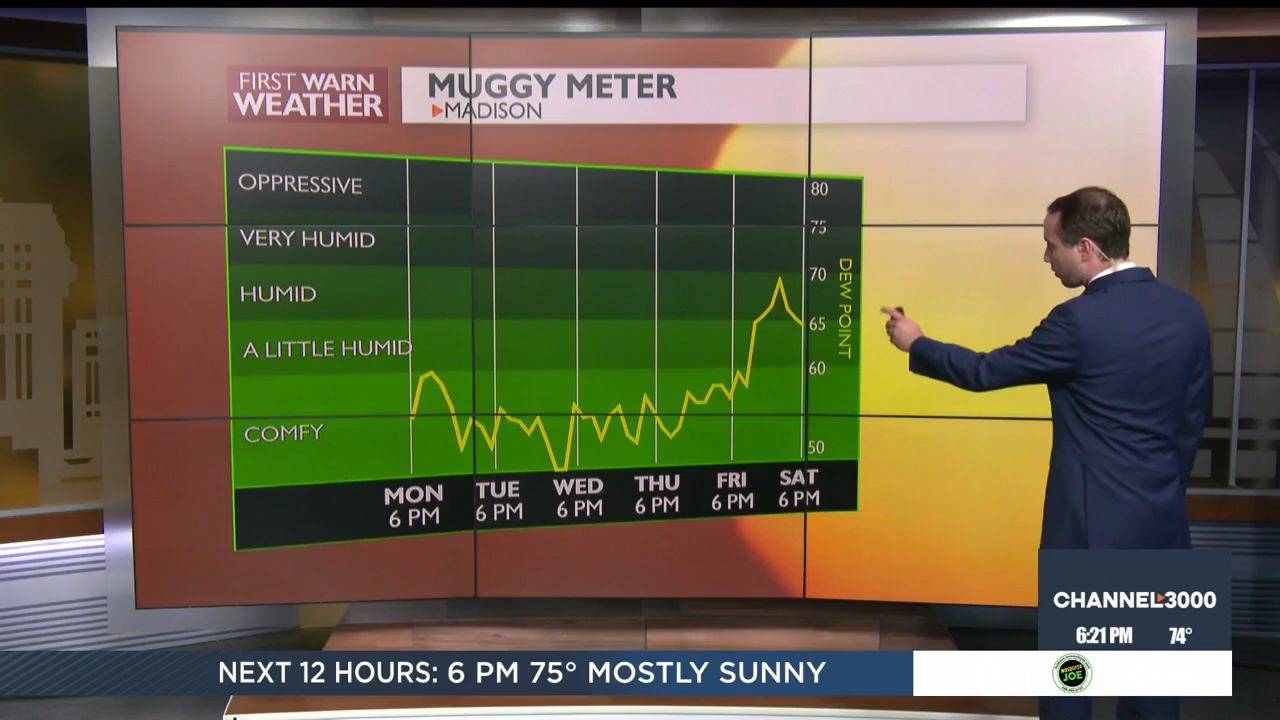 FIRST WARN
WEATHER
MUGGY METER
MADISON
OPPRESSIVE
VERY HUMID
HUMID
A LITTLE HUMID
COMFY
80
75
70
65
60
50
DEW POINT
MON
6 PM
TUE
6 PM
WED
6 PM
THU
6 PM
FRI
6 PM
SAT
6 PM
CHANNEL3000
6:21 PM 74°
NEXT 12 HOURS: 6 PM 75° MOSTLY SUNNY
MOSQUITO
JOE